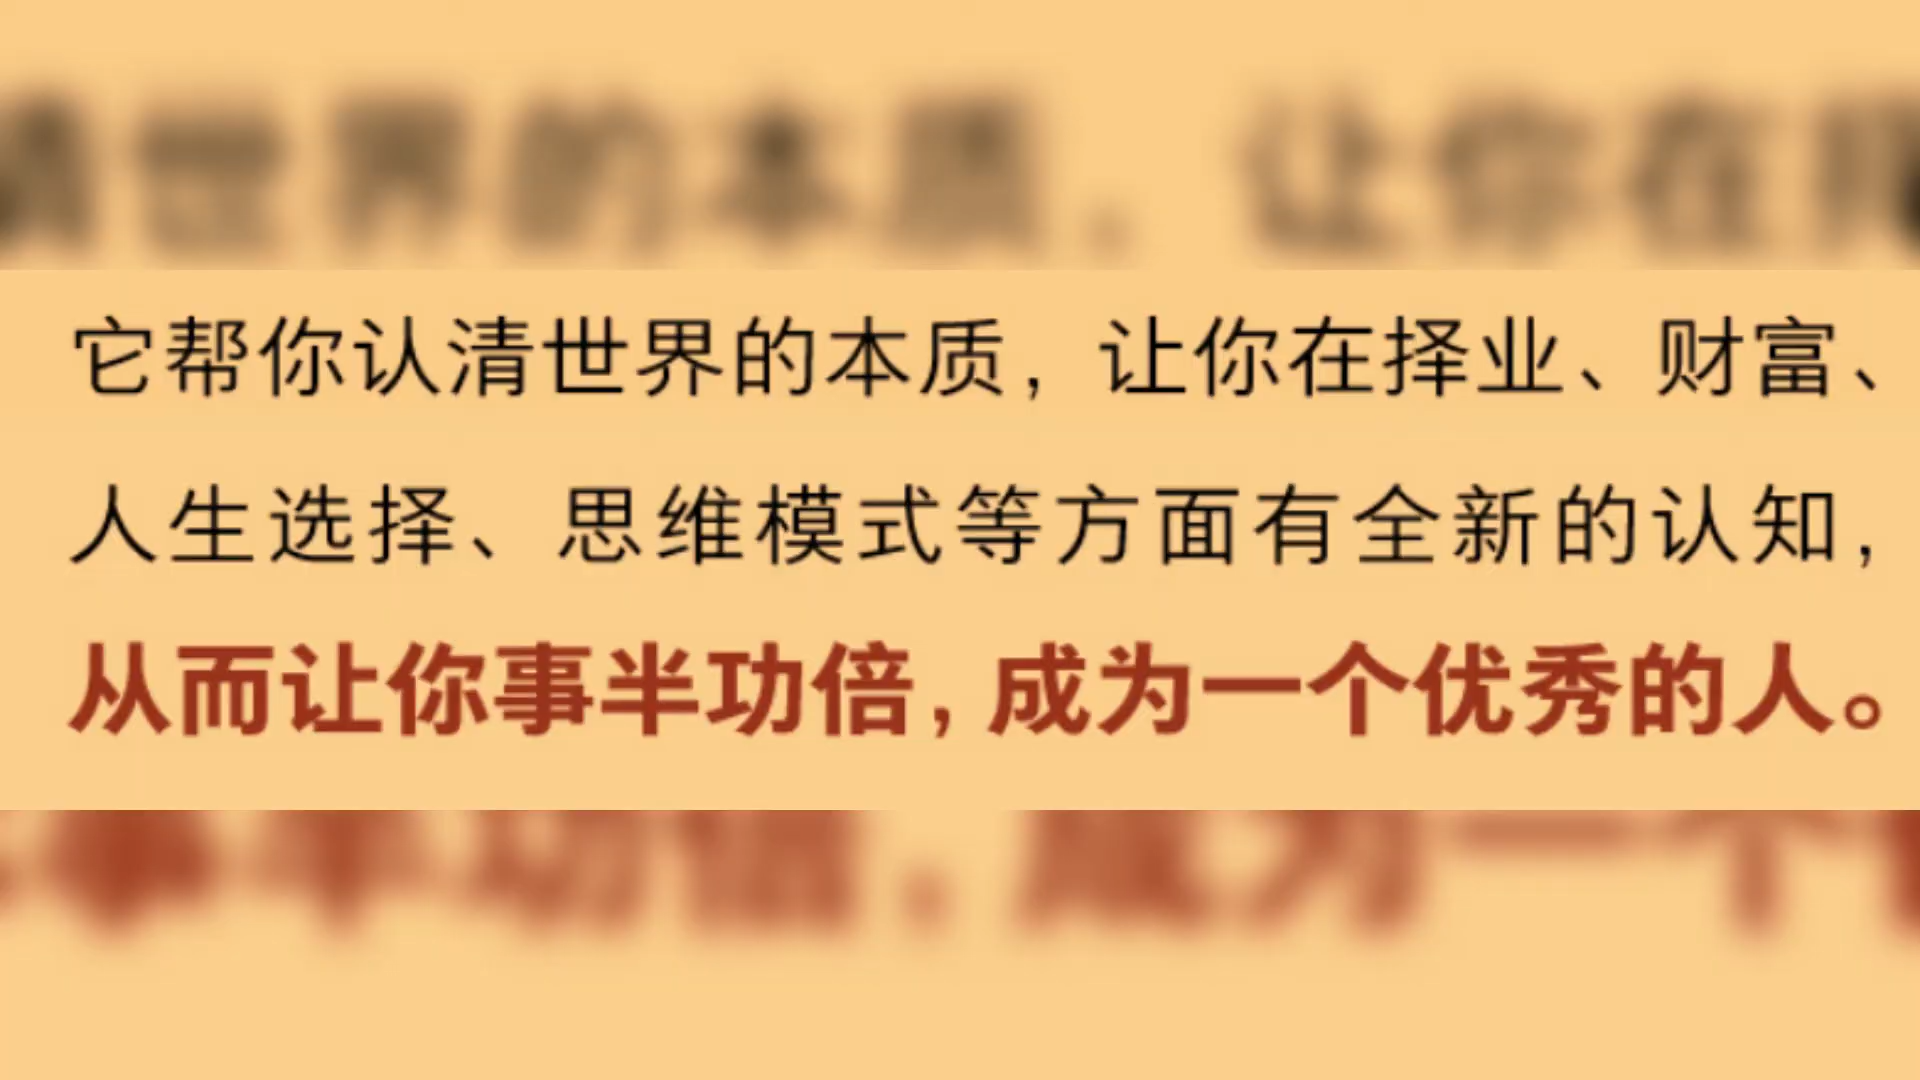 它帮你认清世界的本质，让你在择业、财富、
人生选择、思维模式等方面有全新的认知，
从而让你事半功倍，成为一个优秀的人。